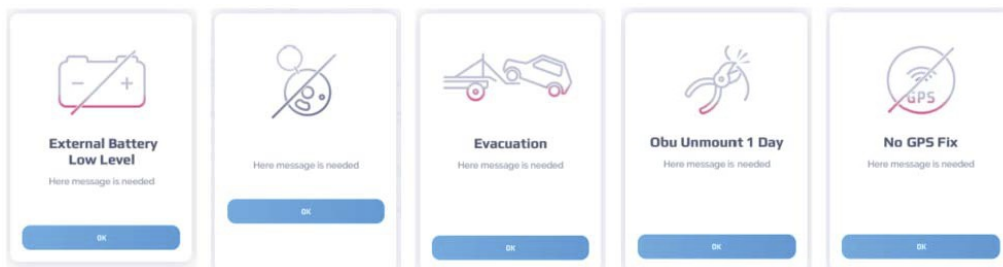 External Battery
Low Level
Here message is needed
OK
Here message is needed
OK
Evacuation
Here message is needed
OK
Obu Unmount 1 Day
Here message is needed
OK
GPS
No GPS Fix
Here message is needed
OK